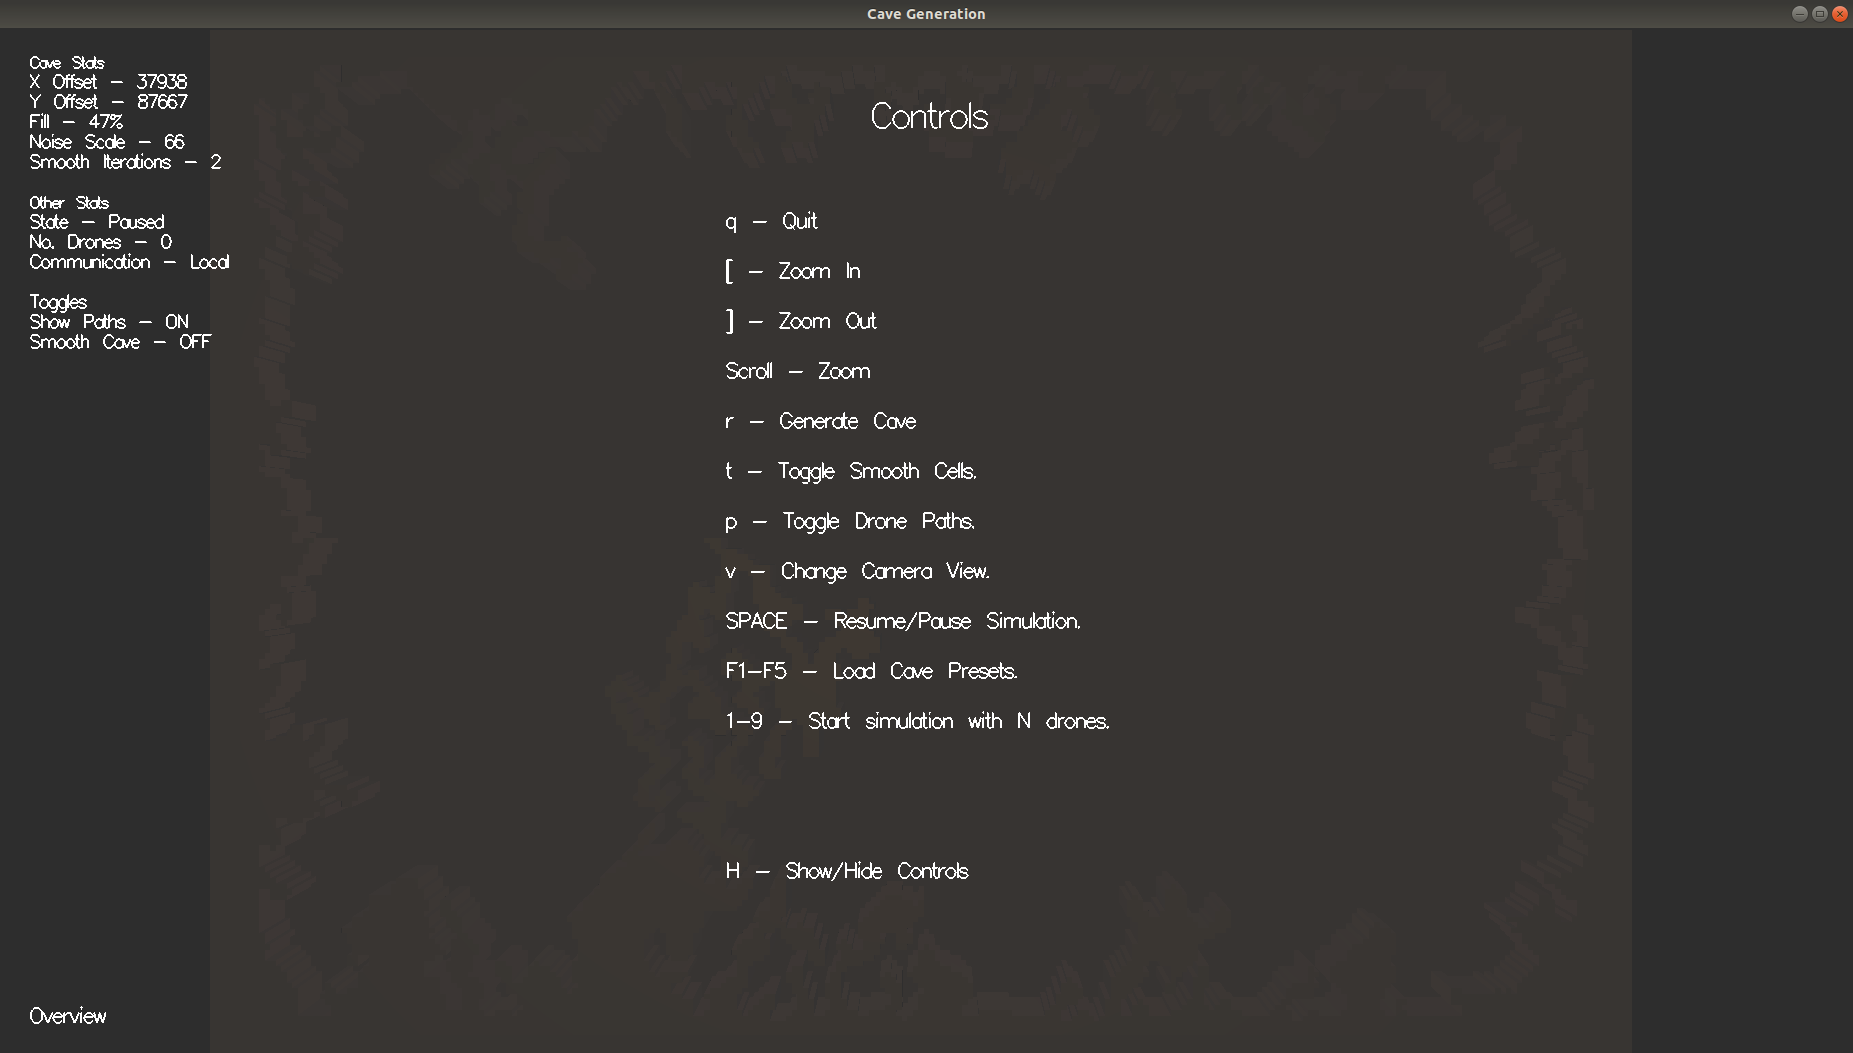 Cave Generation
Cave Stats
X Offset - 37938
Y Offset - 87667
Fill - 47%
Noise Scale - 66
Smooth Iterations - 2
Other Stats
State - Paused
No. Drones - 0
Communication - Local
Toggles
Show Paths - ON
Smooth Cave - OFF
Controls
q - Quit
[ - Zoom In
] - Zoom Out
Scroll - Zoom
r - Generate Cave
t - Toggle Smooth Cells.
p - Toggle Drone Paths.
v - Change Camera View.
SPACE - Resume/Pause Simulation.
F1-F5 - Load Cave Presets.
1-9 - Start simulation with N drones.
H - Show/Hide Controls
Overview